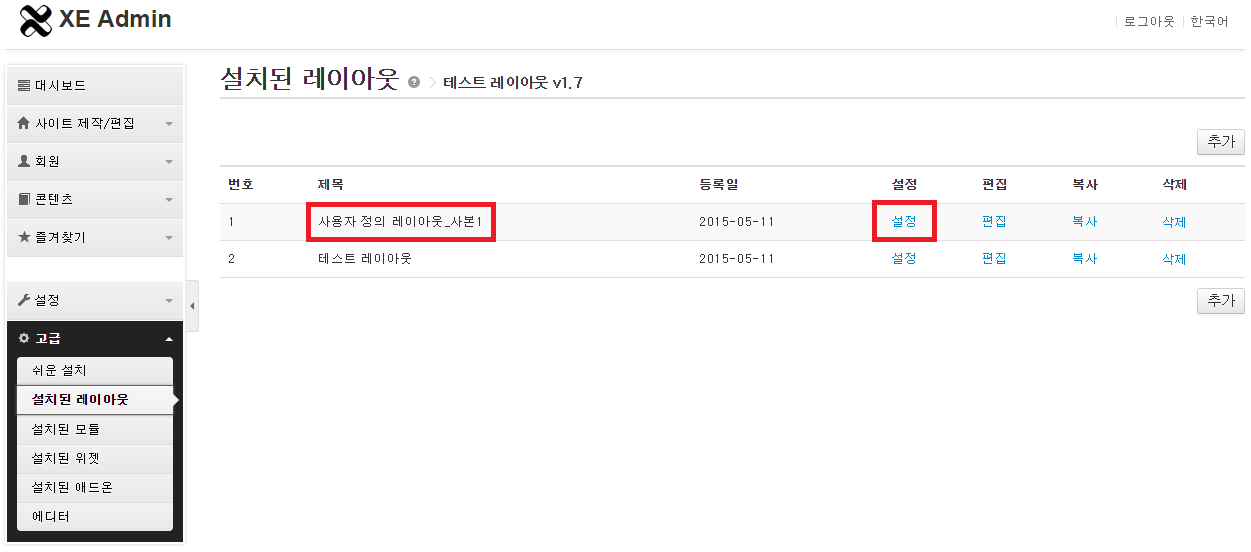 XE Admin
로그아웃 한국어
대시보드
사이트 제작/편집
회원
콘텐츠
즐겨찾기
설정
고급
쉬운 설치
설치된 레이아웃
설치된 모듈
설치된 위젯
설치된 애드온
에디터
설치된 레이아웃 ? > 테스트 레이아웃 v1.7
추가
번호 제목 등록일 설정 편집 복사 삭제
1 사용자 정의 레이아웃_사본1 2015-05-11 설정 편집 복사 삭제
2 테스트 레이아웃 2015-05-11 설정 편집 복사 삭제
추가